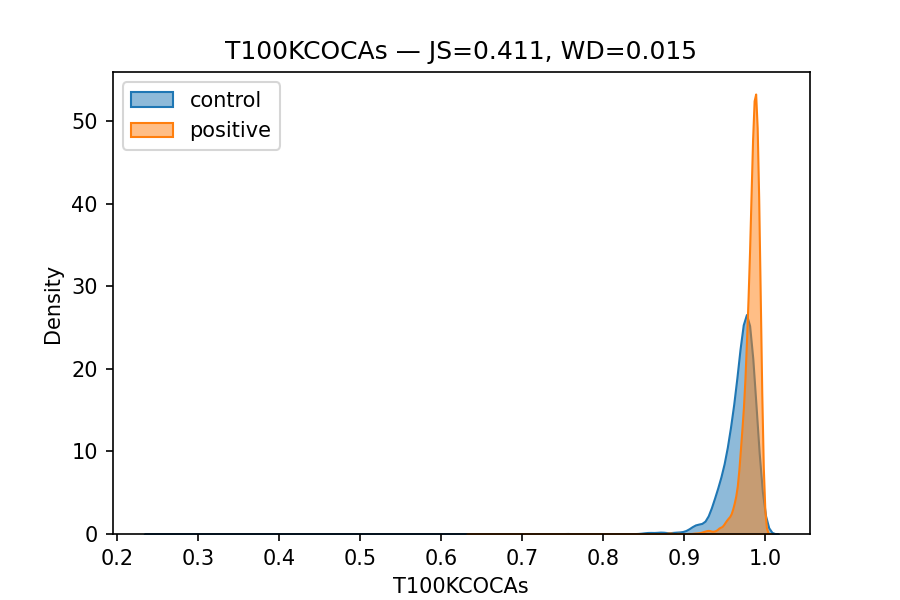 T100KCOCAs — JS=0.411, WD=0.015
control
positive
Density
50
40
30
20
10
0
0.2 0.3 0.4 0.5 0.6 0.7 0.8 0.9 1.0
T100KCOCAs